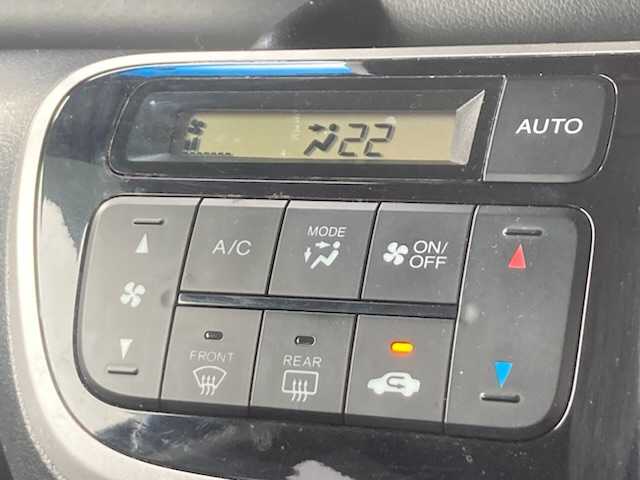 22
AUTO
A/C
MODE
ON/
OFF
FRONT
REAR